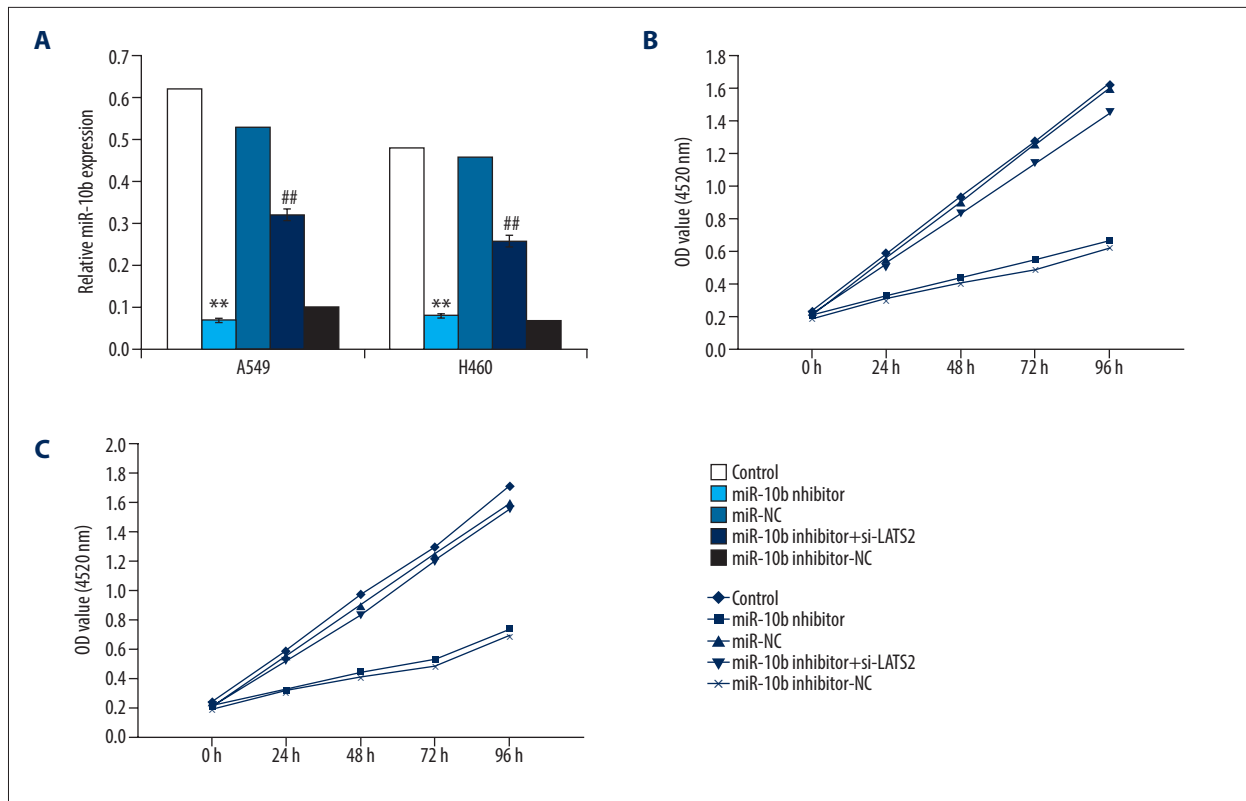 A
0.7
0.6
0.5
0.4
0.3
0.2
0.1
0.0
Relative miR-10b expression
**
##
**
##
A549
H460
B
1.8
1.6
1.4
1.2
1.0
0.8
0.6
0.4
0.2
0.0
OD value (4520 nm)
0 h 24 h 48 h 72 h 96 h
C
2.0
1.8
1.6
1.4
1.2
1.0
0.8
0.6
0.4
0.2
0.0
OD value (4520 nm)
0 h 24 h 48 h 72 h 96 h
Control
miR-10b nhibitor
miR-NC
miR-10b inhibitor+si-LATS2
miR-10b inhibitor-NC
Control
miR-10b nhibitor
miR-NC
miR-10b inhibitor+si-LATS2
miR-10b inhibitor-NC